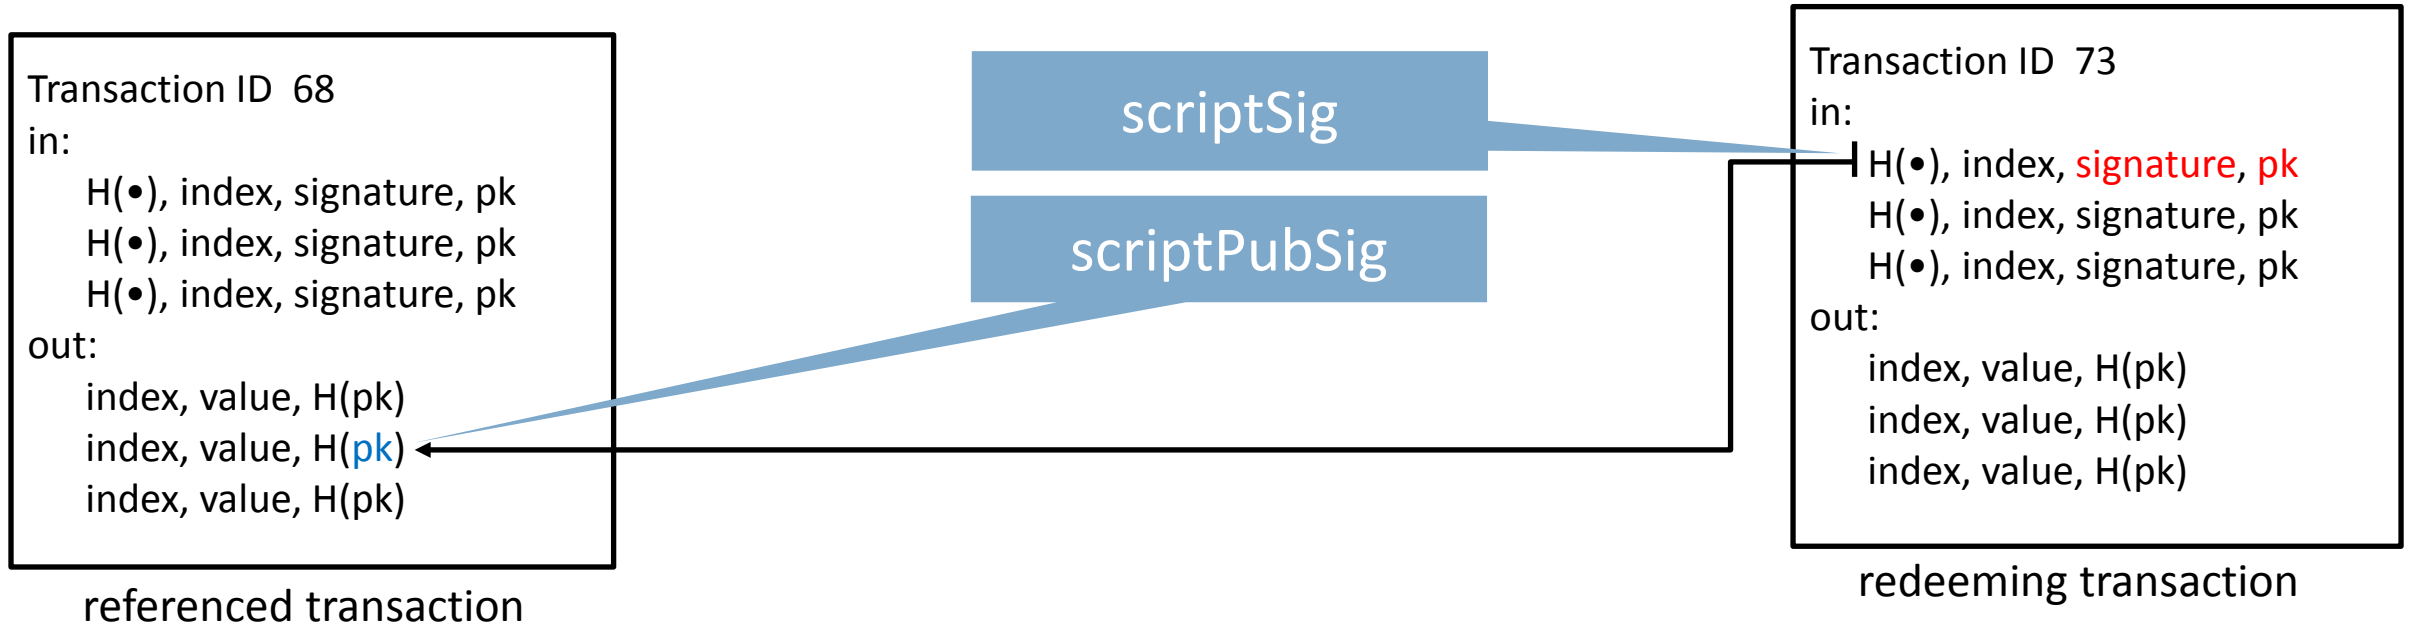 Transaction ID 68
in:
H(•), index, signature, pk
H(•), index, signature, pk
H(•), index, signature, pk
out:
index, value, H(pk)
index, value, H(pk)
index, value, H(pk)
referenced transaction
scriptSig
scriptPubSig
Transaction ID 73
in:
H(•), index, signature, pk
H(•), index, signature, pk
H(•), index, signature, pk
out:
index, value, H(pk)
index, value, H(pk)
index, value, H(pk)
redeeming transaction